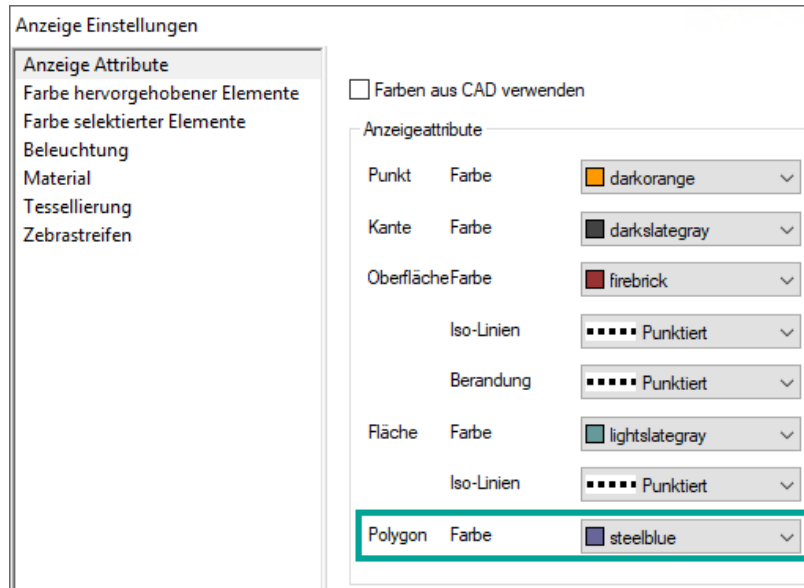 Anzeige Einstellungen
Anzeige Attribute
Farbe hervorgehobener Elemente
Farbe selektierter Elemente
Beleuchtung
Material
Tessellierung
Zebrastreifen
Farben aus CAD verwenden
Anzeigeattribute
Punkt Farbe darkorange
Kante Farbe darkslategray
Oberfläche Farbe firebrick
Iso-Linien Punktiert
Berandung Punktiert
Fläche Farbe lightslategray
Iso-Linien Punktiert
Polygon Farbe steelblue